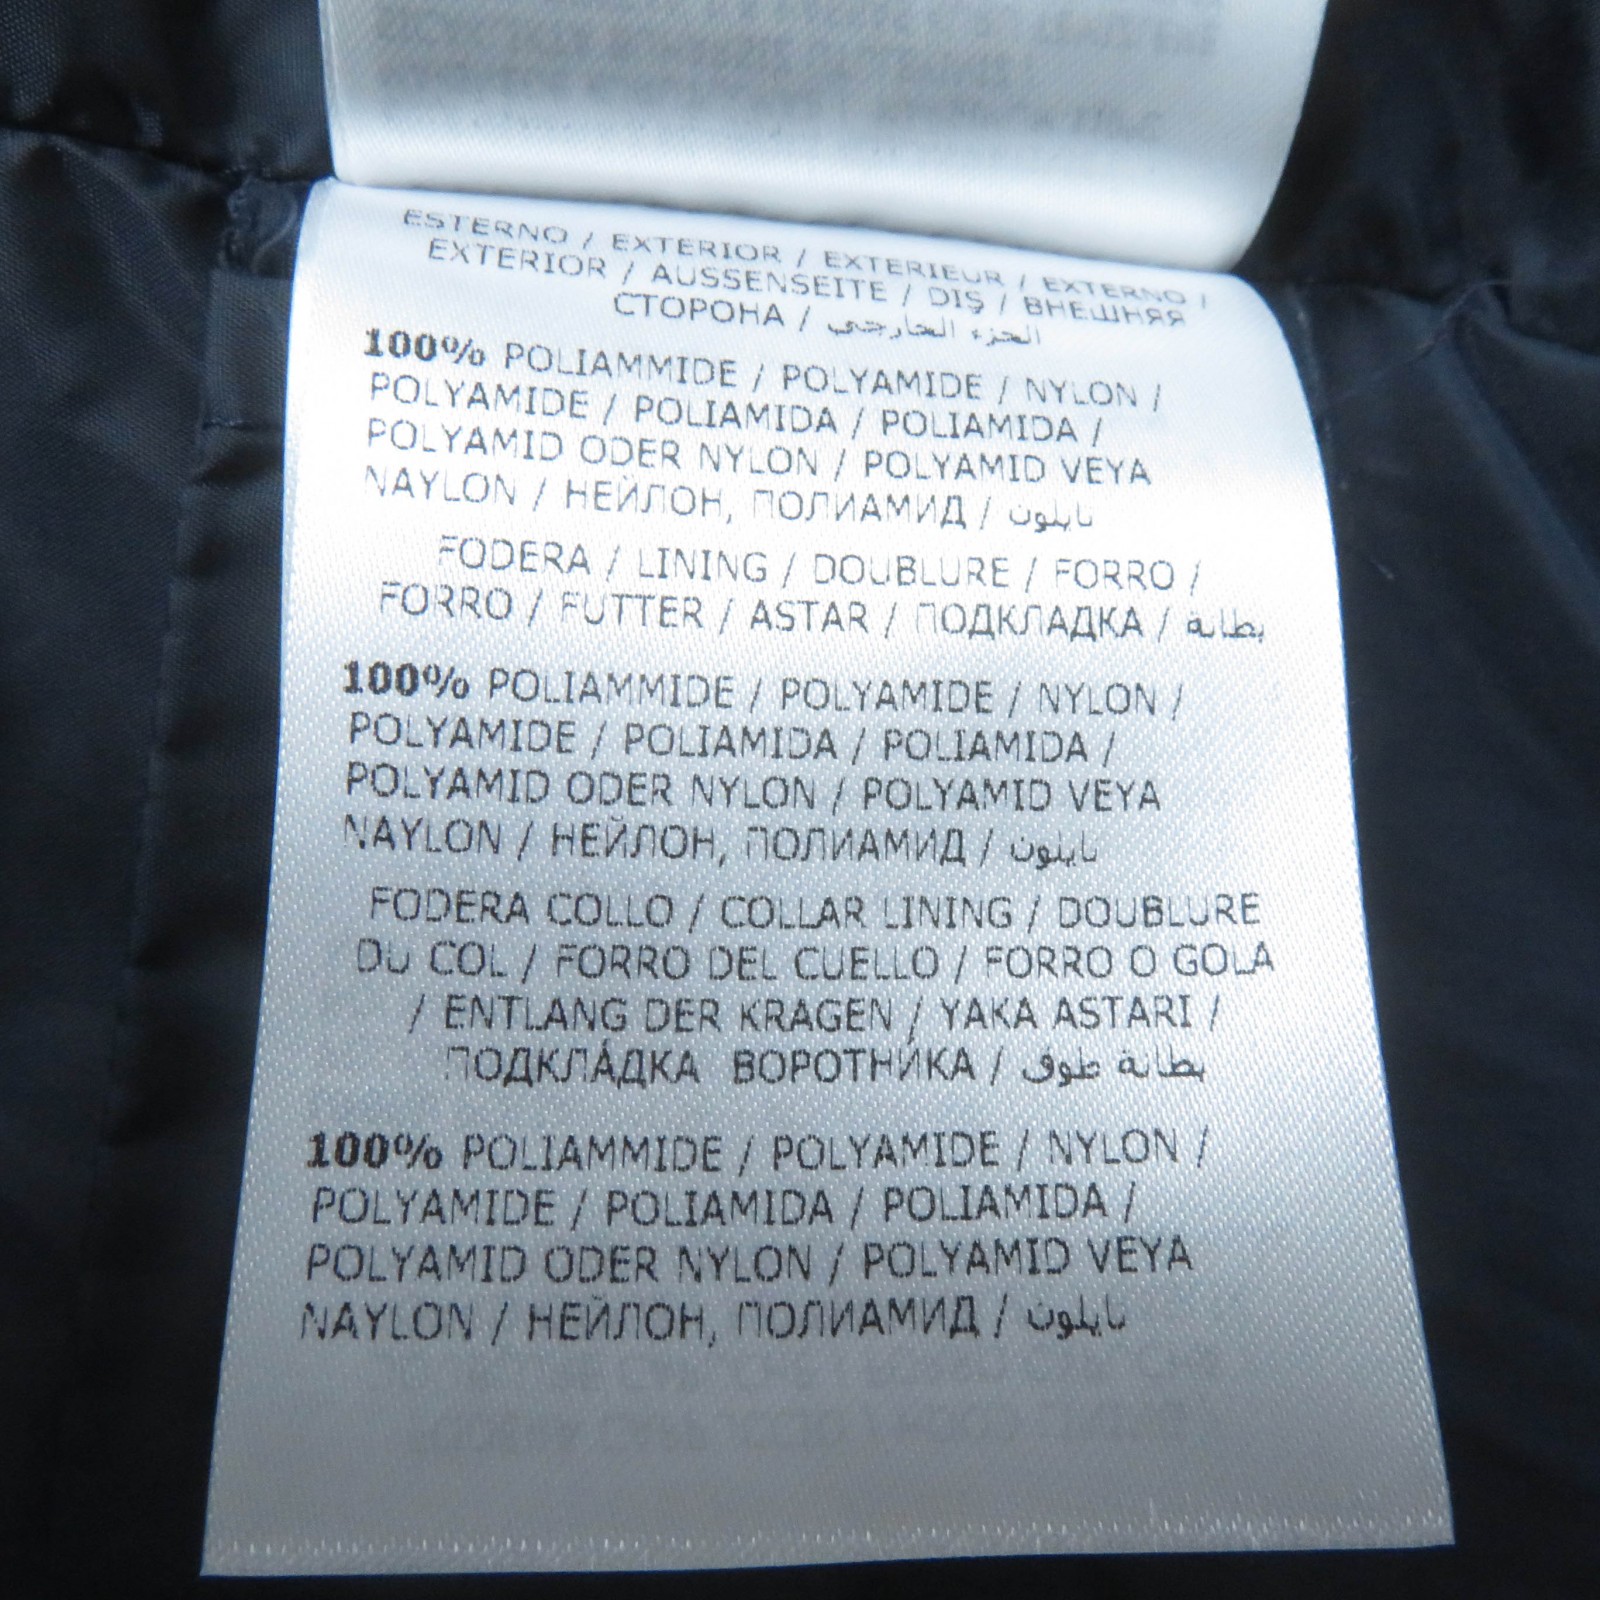 ESTERNO / EXTERIOR / EXTERIEUR / EXTERNO /
EXTERIOR / AUSSENSEITE / DIŞ / ВНЕШНЯЯ
СТОРОНА / الجزء الخارجي
100% POLIAMMIDE / POLYAMIDE / NYLON /
POLYAMIDE / POLIAMIDA / POLIAMIDA /
POLYAMID ODER NYLON / POLYAMID VEYA
NAYLON / НЕЙЛОН, ПОЛИАМИД / نايلون
FODERA / LINING / DOUBLURE / FORRO /
FORRO / FUTTER / ASTAR / ПОДКЛАДКА / بطانة
100% POLIAMMIDE / POLYAMIDE / NYLON /
POLYAMIDE / POLIAMIDA / POLIAMIDA /
POLYAMID ODER NYLON / POLYAMID VEYA
NAYLON / НЕЙЛОН, ПОЛИАМИД / نايلون
FODERA COLLO / COLLAR LINING / DOUBLURE
DU COL / FORRO DEL CUELLO / FORRO O GOLA
/ ENTLANG DER KRAGEN / YAKA ASTARI /
ПОДКЛА́ДКА ВОРОТНИ́КА / بطانة طوق
100% POLIAMMIDE / POLYAMIDE / NYLON /
POLYAMIDE / POLIAMIDA / POLIAMIDA /
POLYAMID ODER NYLON / POLYAMID VEYA
NAYLON / НЕЙЛОН, ПОЛИАМИД / نايلون